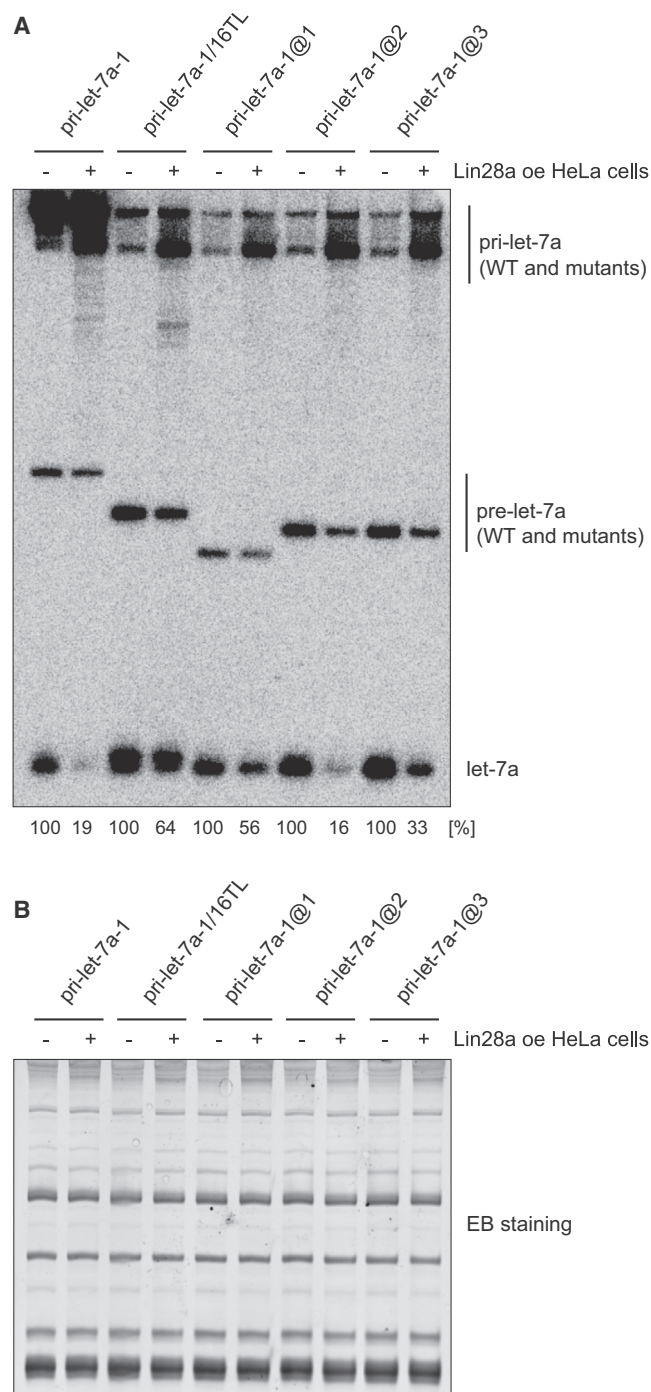 A
pri-let-7a-1
pri-let-7a-1/16TL
pri-let-7a-1@1
pri-let-7a-1@2
pri-let-7a-1@3
- + - + - + - + - + Lin28a oe HeLa cells
pri-let-7a
(WT and mutants)
pre-let-7a
(WT and mutants)
let-7a
100 19 100 64 100 56 100 16 100 33 [%]
B
pri-let-7a-1
pri-let-7a-1/16TL
pri-let-7a-1@1
pri-let-7a-1@2
pri-let-7a-1@3
- + - + - + - + - + Lin28a oe HeLa cells
EB staining